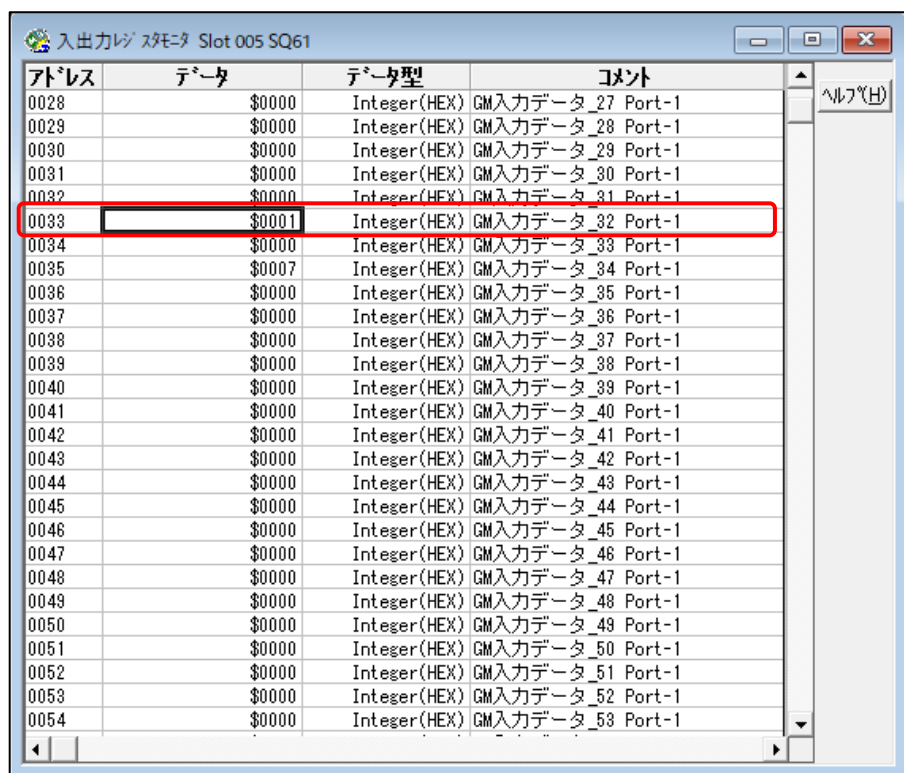 入出力ﾚｼﾞｽﾀﾓﾆﾀ Slot 005 SQ61
ｱﾄﾞﾚｽ ﾃﾞｰﾀ ﾃﾞｰﾀ型 ｺﾒﾝﾄ
ﾍﾙﾌﾟ(H)
0028 $0000 Integer(HEX) GM入力データ_27 Port-1
0029 $0000 Integer(HEX) GM入力データ_28 Port-1
0030 $0000 Integer(HEX) GM入力データ_29 Port-1
0031 $0000 Integer(HEX) GM入力データ_30 Port-1
0032 $0000 Integer(HEX) GM入力データ_31 Port-1
0033 $0001 Integer(HEX) GM入力データ_32 Port-1
0034 $0000 Integer(HEX) GM入力データ_33 Port-1
0035 $0007 Integer(HEX) GM入力データ_34 Port-1
0036 $0000 Integer(HEX) GM入力データ_35 Port-1
0037 $0000 Integer(HEX) GM入力データ_36 Port-1
0038 $0000 Integer(HEX) GM入力データ_37 Port-1
0039 $0000 Integer(HEX) GM入力データ_38 Port-1
0040 $0000 Integer(HEX) GM入力データ_39 Port-1
0041 $0000 Integer(HEX) GM入力データ_40 Port-1
0042 $0000 Integer(HEX) GM入力データ_41 Port-1
0043 $0000 Integer(HEX) GM入力データ_42 Port-1
0044 $0000 Integer(HEX) GM入力データ_43 Port-1
0045 $0000 Integer(HEX) GM入力データ_44 Port-1
0046 $0000 Integer(HEX) GM入力データ_45 Port-1
0047 $0000 Integer(HEX) GM入力データ_46 Port-1
0048 $0000 Integer(HEX) GM入力データ_47 Port-1
0049 $0000 Integer(HEX) GM入力データ_48 Port-1
0050 $0000 Integer(HEX) GM入力データ_49 Port-1
0051 $0000 Integer(HEX) GM入力データ_50 Port-1
0052 $0000 Integer(HEX) GM入力データ_51 Port-1
0053 $0000 Integer(HEX) GM入力データ_52 Port-1
0054 $0000 Integer(HEX) GM入力データ_53 Port-1